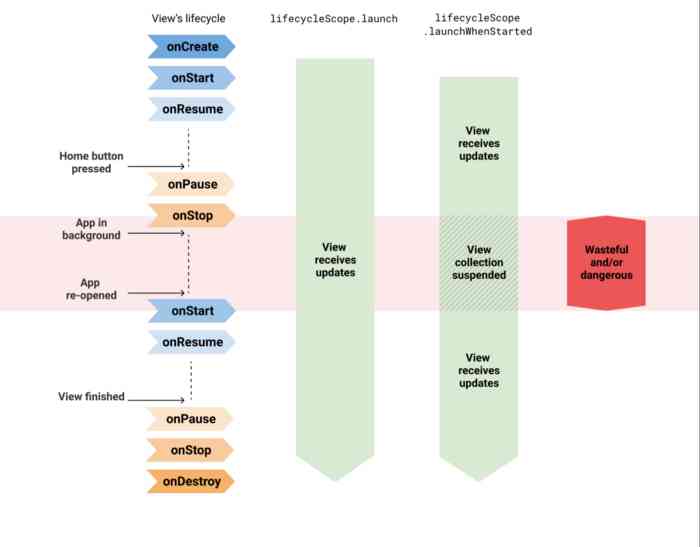 View's lifecycle
lifecycleScope.launch
lifecycleScope
.launchWhenStarted
onCreate
onStart
onResume
Home button
pressed
onPause
onStop
App in
background
App
re-opened
onStart
onResume
View finished
onPause
onStop
onDestroy
View
receives
updates
View
receives
updates
View
collection
suspended
View
receives
updates
Wasteful
and/or
dangerous